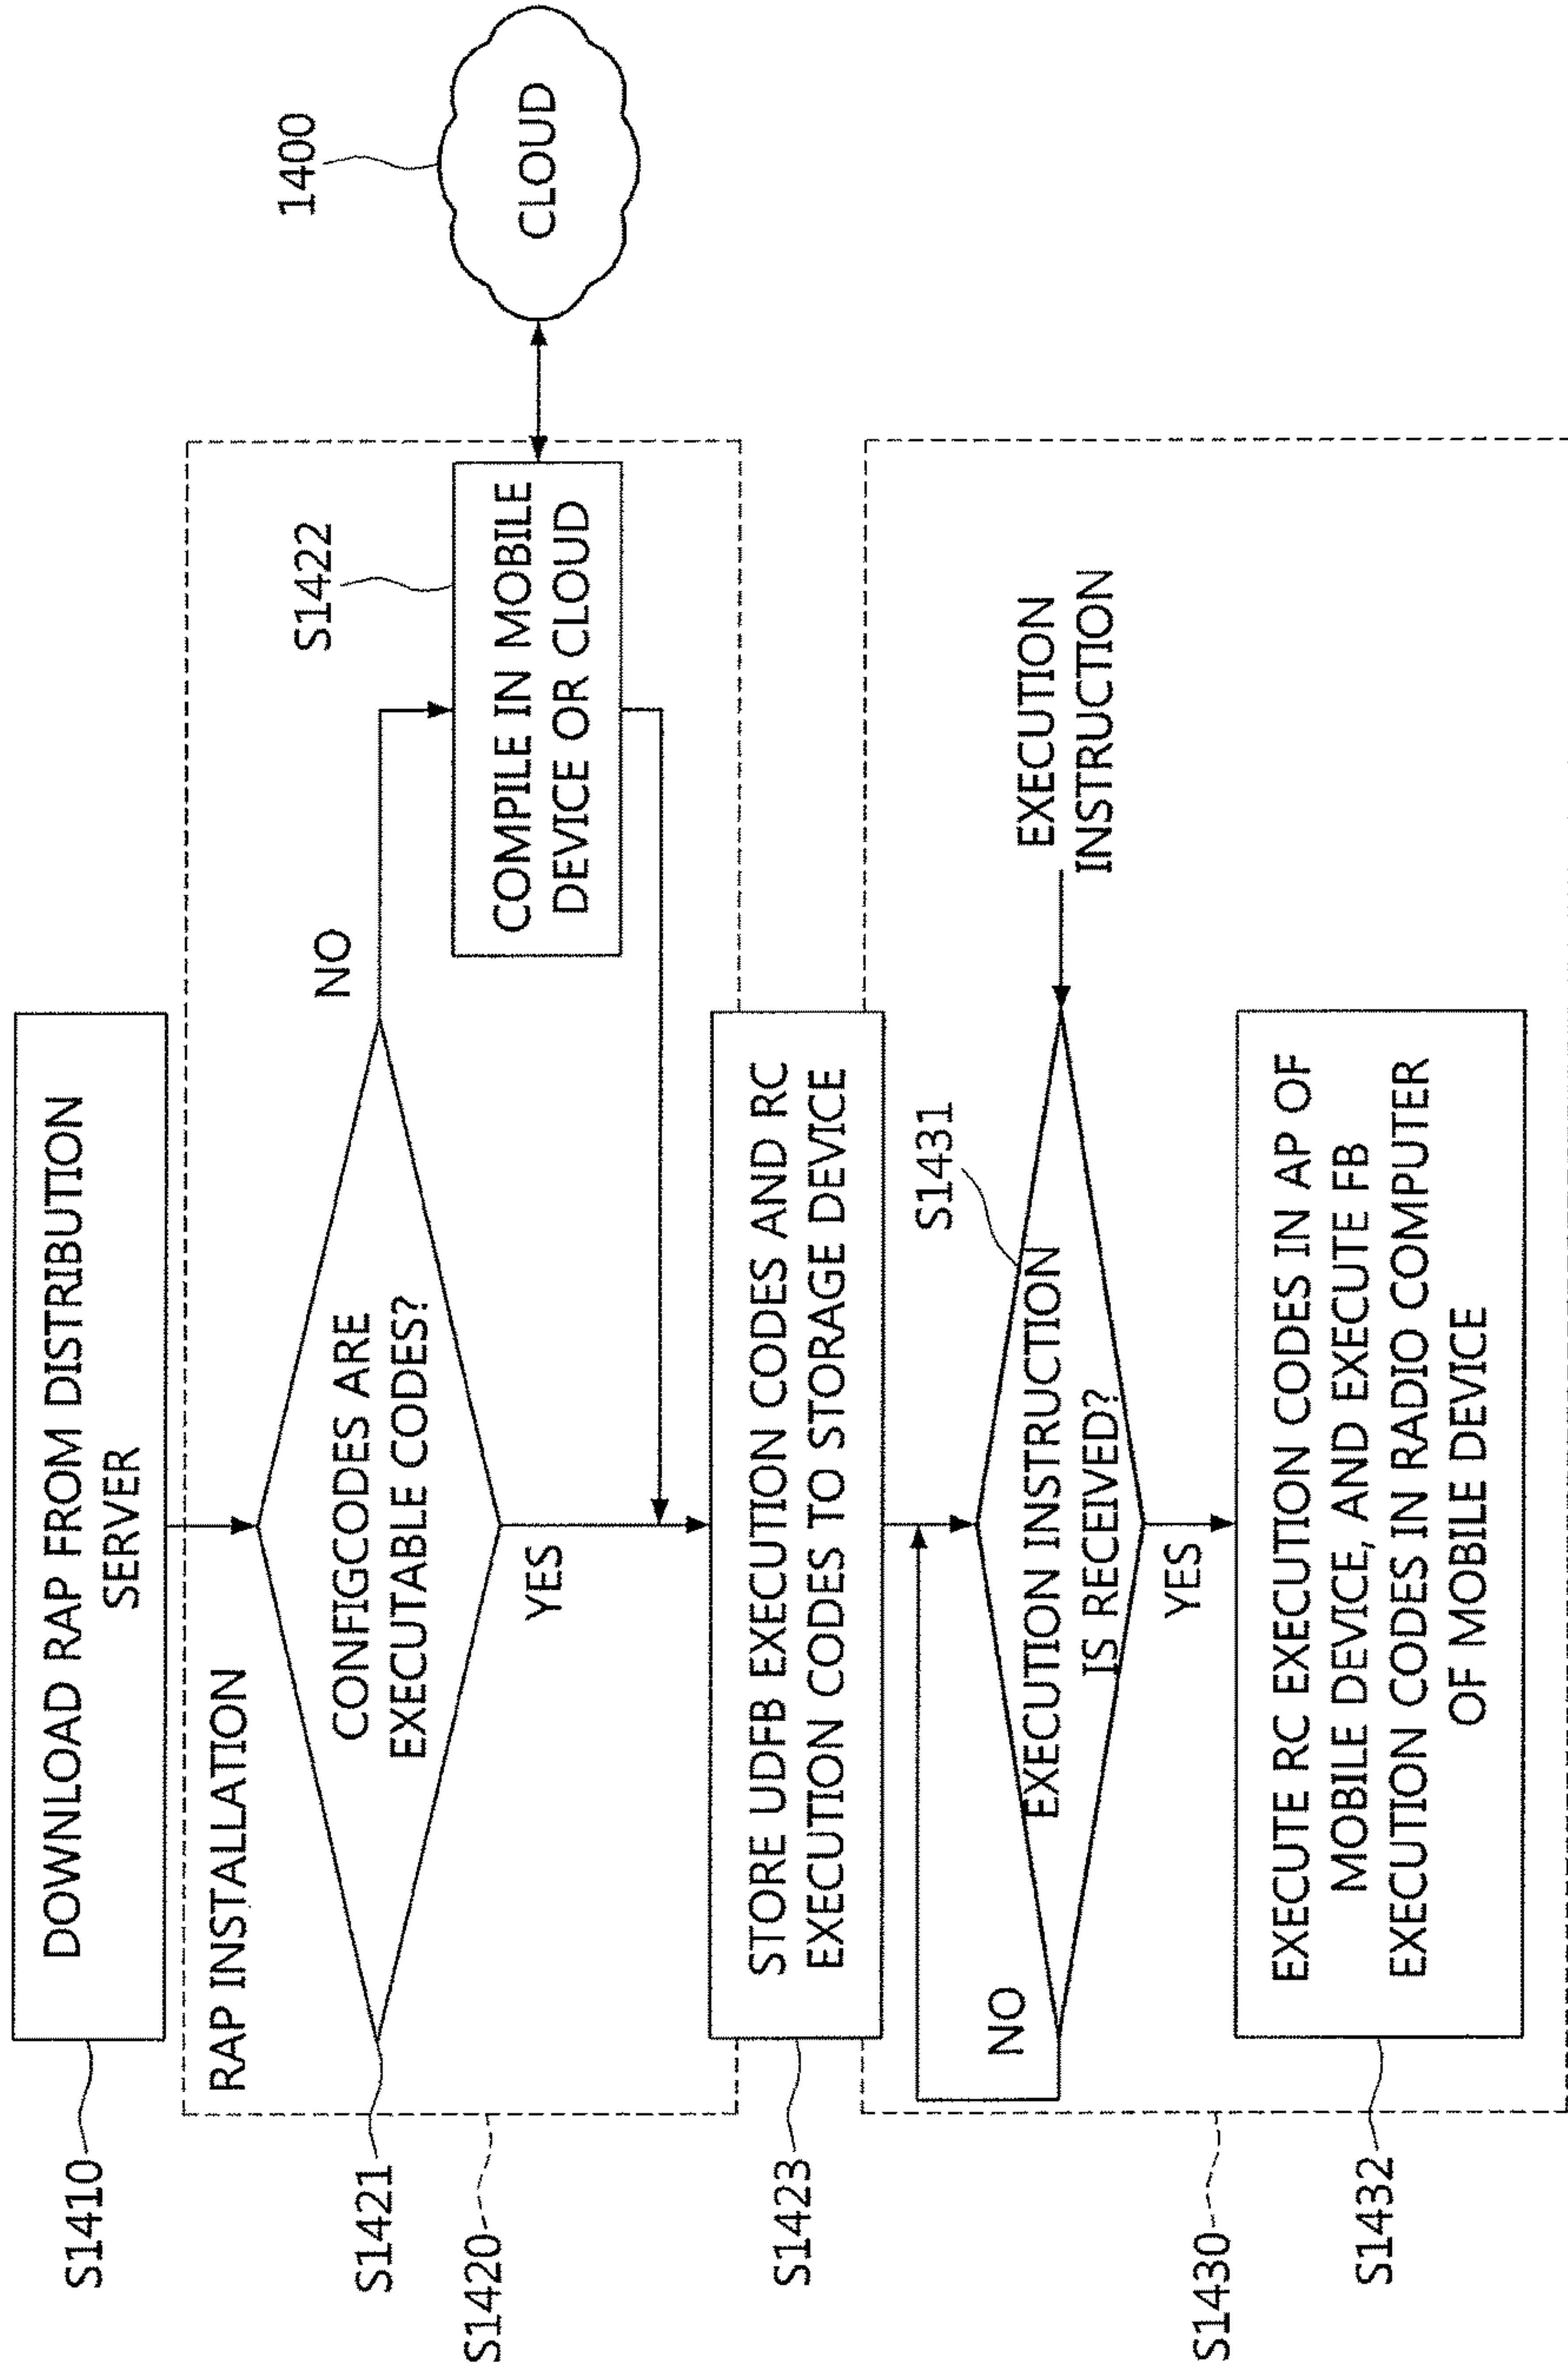 S1410
DOWNLOAD RAP FROM DISTRIBUTION
SERVER
RAP INSTALLATION
S1420
S1421
CONFIGCODES ARE
EXECUTABLE CODES?
NO
YES
S1422
COMPILE IN MOBILE
DEVICE OR CLOUD
1400
CLOUD
S1423
STORE UDFB EXECUTION CODES AND RC
EXECUTION CODES TO STORAGE DEVICE
S1430
S1431
EXECUTION INSTRUCTION
IS RECEIVED?
NO
YES
EXECUTION
INSTRUCTION
S1432
EXECUTE RC EXECUTION CODES IN AP OF
MOBILE DEVICE, AND EXECUTE FB
EXECUTION CODES IN RADIO COMPUTER
OF MOBILE DEVICE